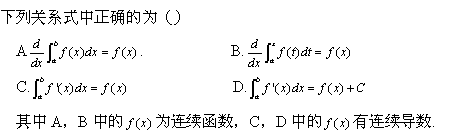 下列关系式中正确的为（）
A. \frac{d}{dx}\int_a^b f(x)dx = f(x).  B. \frac{d}{dx}\int_a^x f(t)dt = f(x)
C. \int_a^b f'(x)dx = f(x)  D. \int_a^b f'(x)dx = f(x)+C
其中 A，B 中的 f(x) 为连续函数，C，D 中的 f(x) 有连续导数.